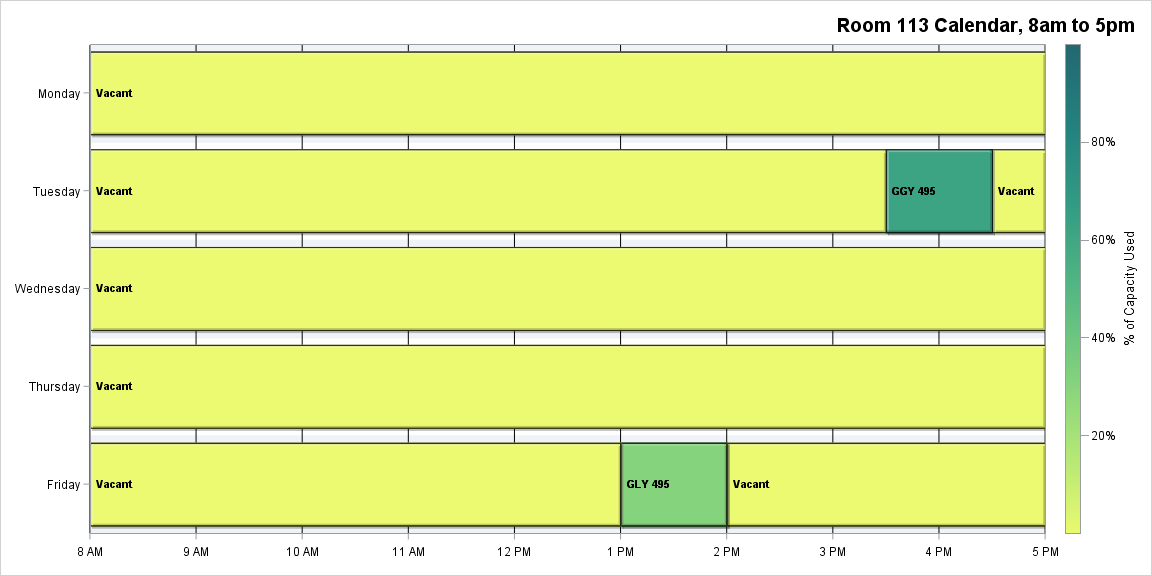 Room 113 Calendar, 8am to 5pm
Monday
Vacant
Tuesday
Vacant
GGY 495
Vacant
Wednesday
Vacant
Thursday
Vacant
Friday
Vacant
GLY 495
Vacant
8 AM
9 AM
10 AM
11 AM
12 PM
1 PM
2 PM
3 PM
4 PM
5 PM
80%
60%
40%
20%
% of Capacity Used